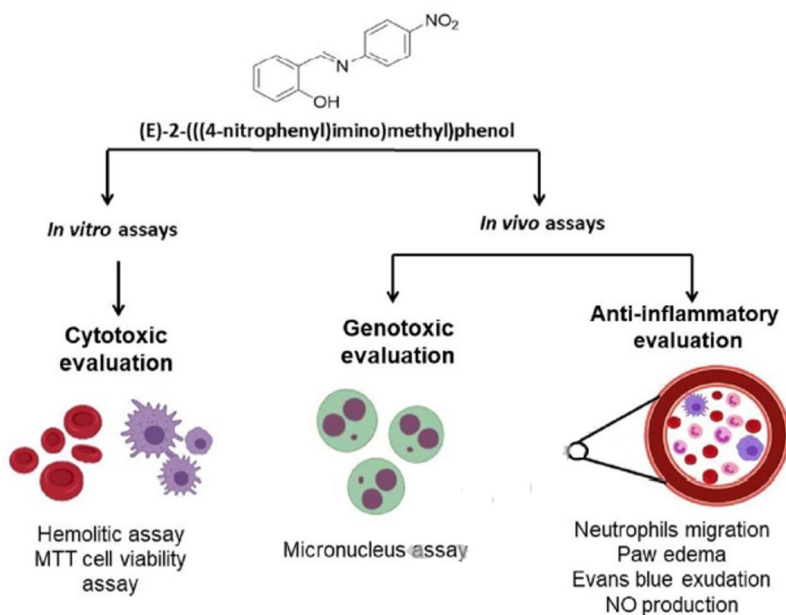 NO₂
N
OH
(E)-2-(((4-nitrophenyl)imino)methyl)phenol
In vitro assays
In vivo assays
Cytotoxic
evaluation
Genotoxic
evaluation
Anti-inflammatory
evaluation
Hemolitic assay
MTT cell viability
assay
Micronucleus assay
Neutrophils migration
Paw edema
Evans blue exudation
NO production